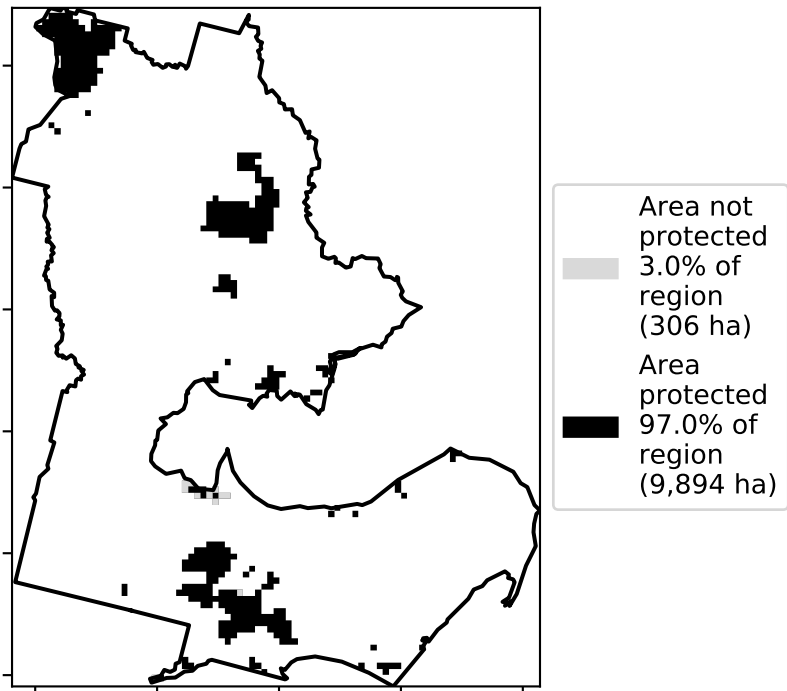 Area not
protected
3.0% of
region
(306 ha)
Area
protected
97.0% of
region
(9,894 ha)